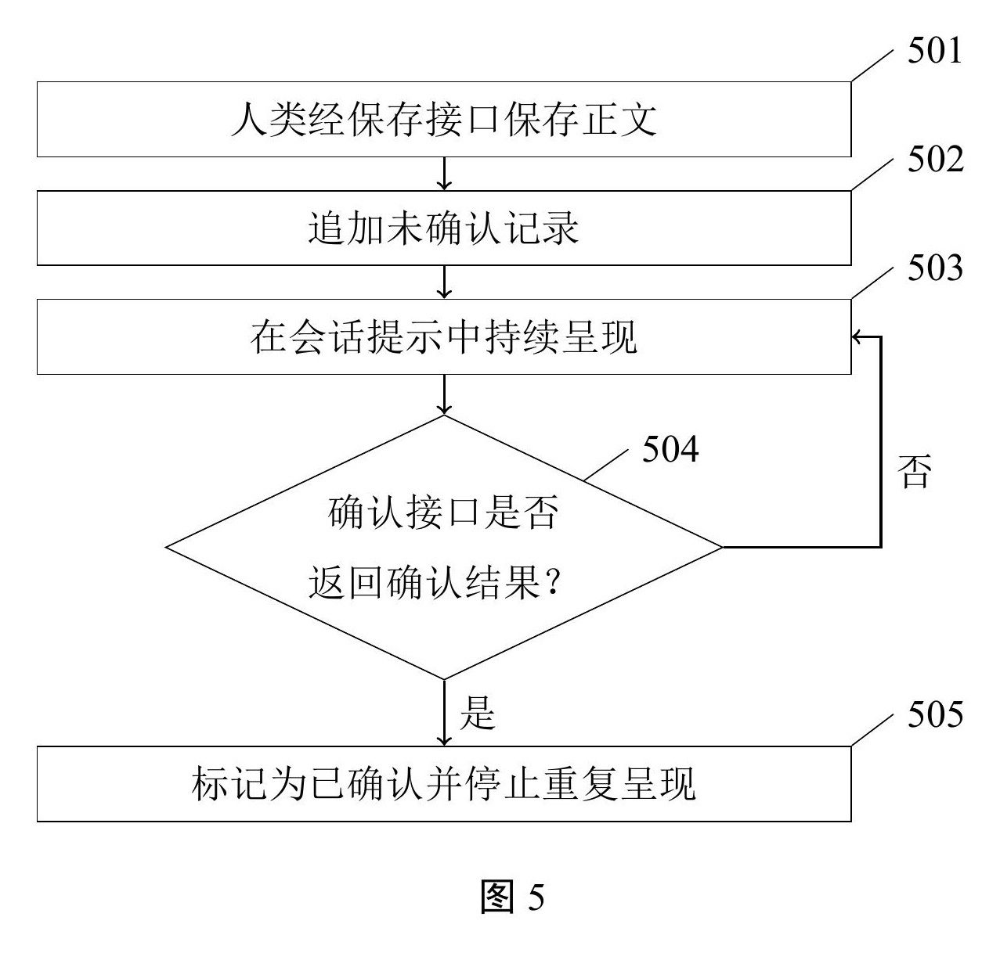 501
人类经保存接口保存正文
502
追加未确认记录
503
在会话提示中持续呈现
504
确认接口是否
返回确认结果？
否
是
505
标记为已确认并停止重复呈现
图 5